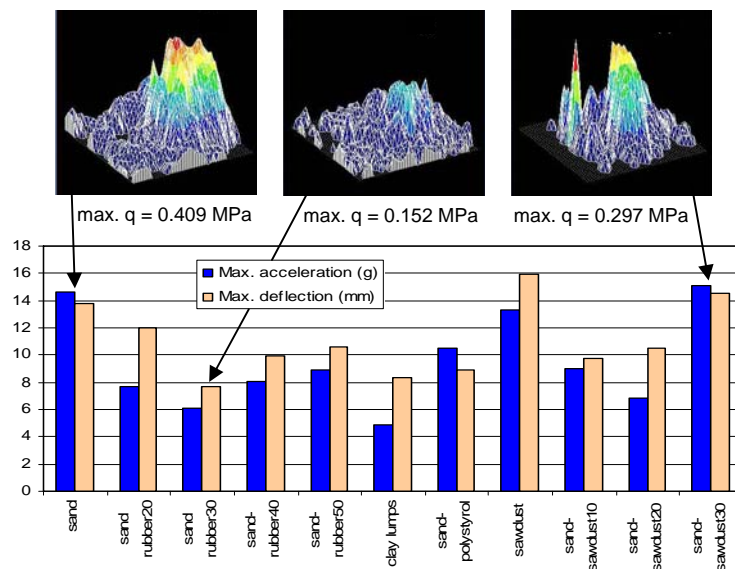 max. q = 0.409 MPa
max. q = 0.152 MPa
max. q = 0.297 MPa
18
16
14
12
10
8
6
4
2
0
Max. acceleration (g)
Max. deflection (mm)
sand
sand
rubber20
sand
rubber30
sand-
rubber40
sand-
rubber50
clay lumps
sand-
polystyrol
sawdust
sand-
sawdust10
sand-
sawdust20
sand-
sawdust30